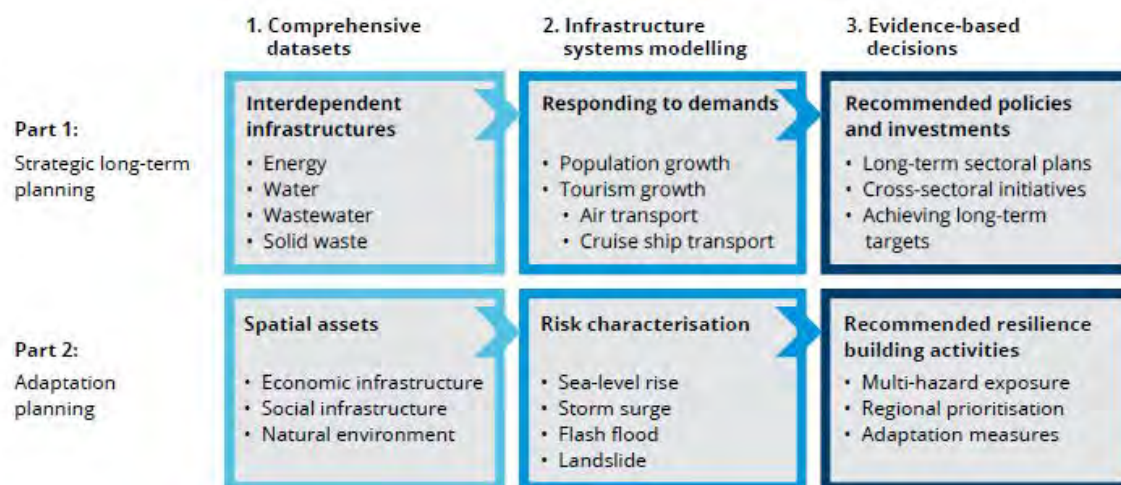 1. Comprehensive
datasets
2. Infrastructure
systems modelling
3. Evidence-based
decisions
Part 1:
Strategic long-term
planning
Interdependent
infrastructures
• Energy
• Water
• Wastewater
• Solid waste
Responding to demands
• Population growth
• Tourism growth
• Air transport
• Cruise ship transport
Recommended policies
and investments
• Long-term sectoral plans
• Cross-sectoral initiatives
• Achieving long-term
targets
Part 2:
Adaptation
planning
Spatial assets
• Economic infrastructure
• Social infrastructure
• Natural environment
Risk characterisation
• Sea-level rise
• Storm surge
• Flash flood
• Landslide
Recommended resilience
building activities
• Multi-hazard exposure
• Regional prioritisation
• Adaptation measures